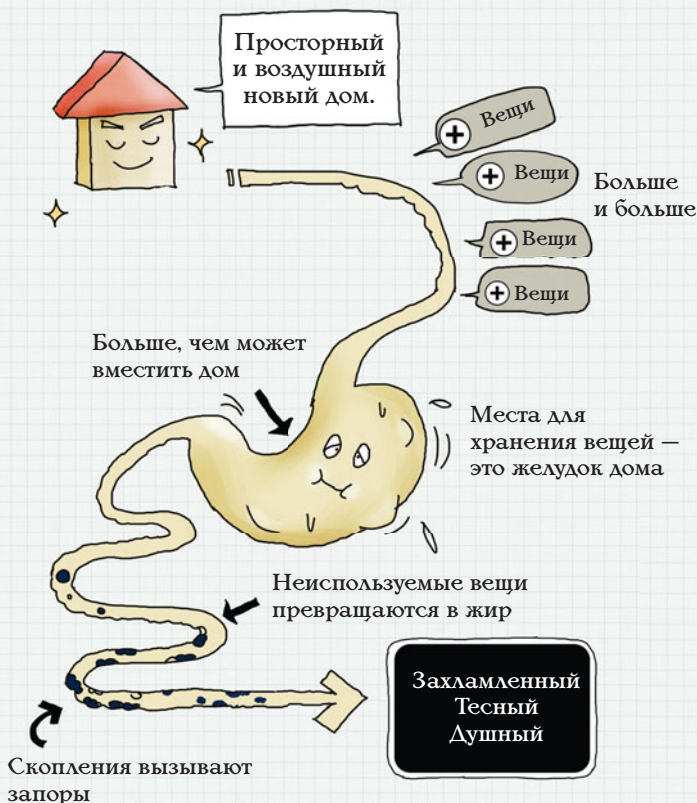 Просторный
и воздушный
новый дом.
Вещи
Вещи
Вещи
Вещи
Больше
и больше
Больше, чем может
вместить дом
Места для
хранения вещей —
это желудок дома
Неиспользуемые вещи
превращаются в жир
Захламленный
Тесный
Душный
Скопления вызывают
запоры